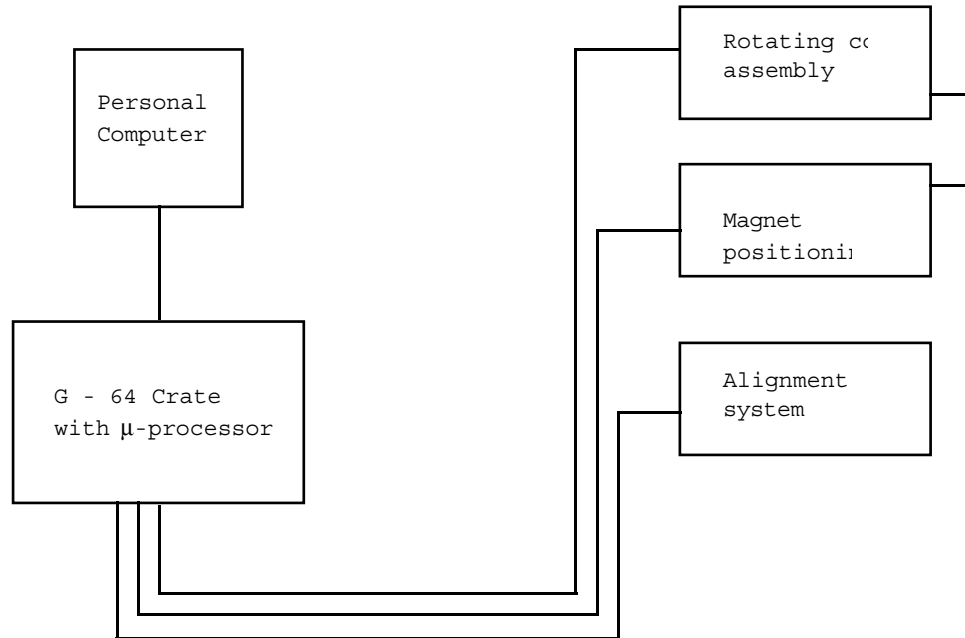 Personal
Computer
G - 64 Crate
with μ-processor
Rotating
assembly
Magnet
Alignment
system